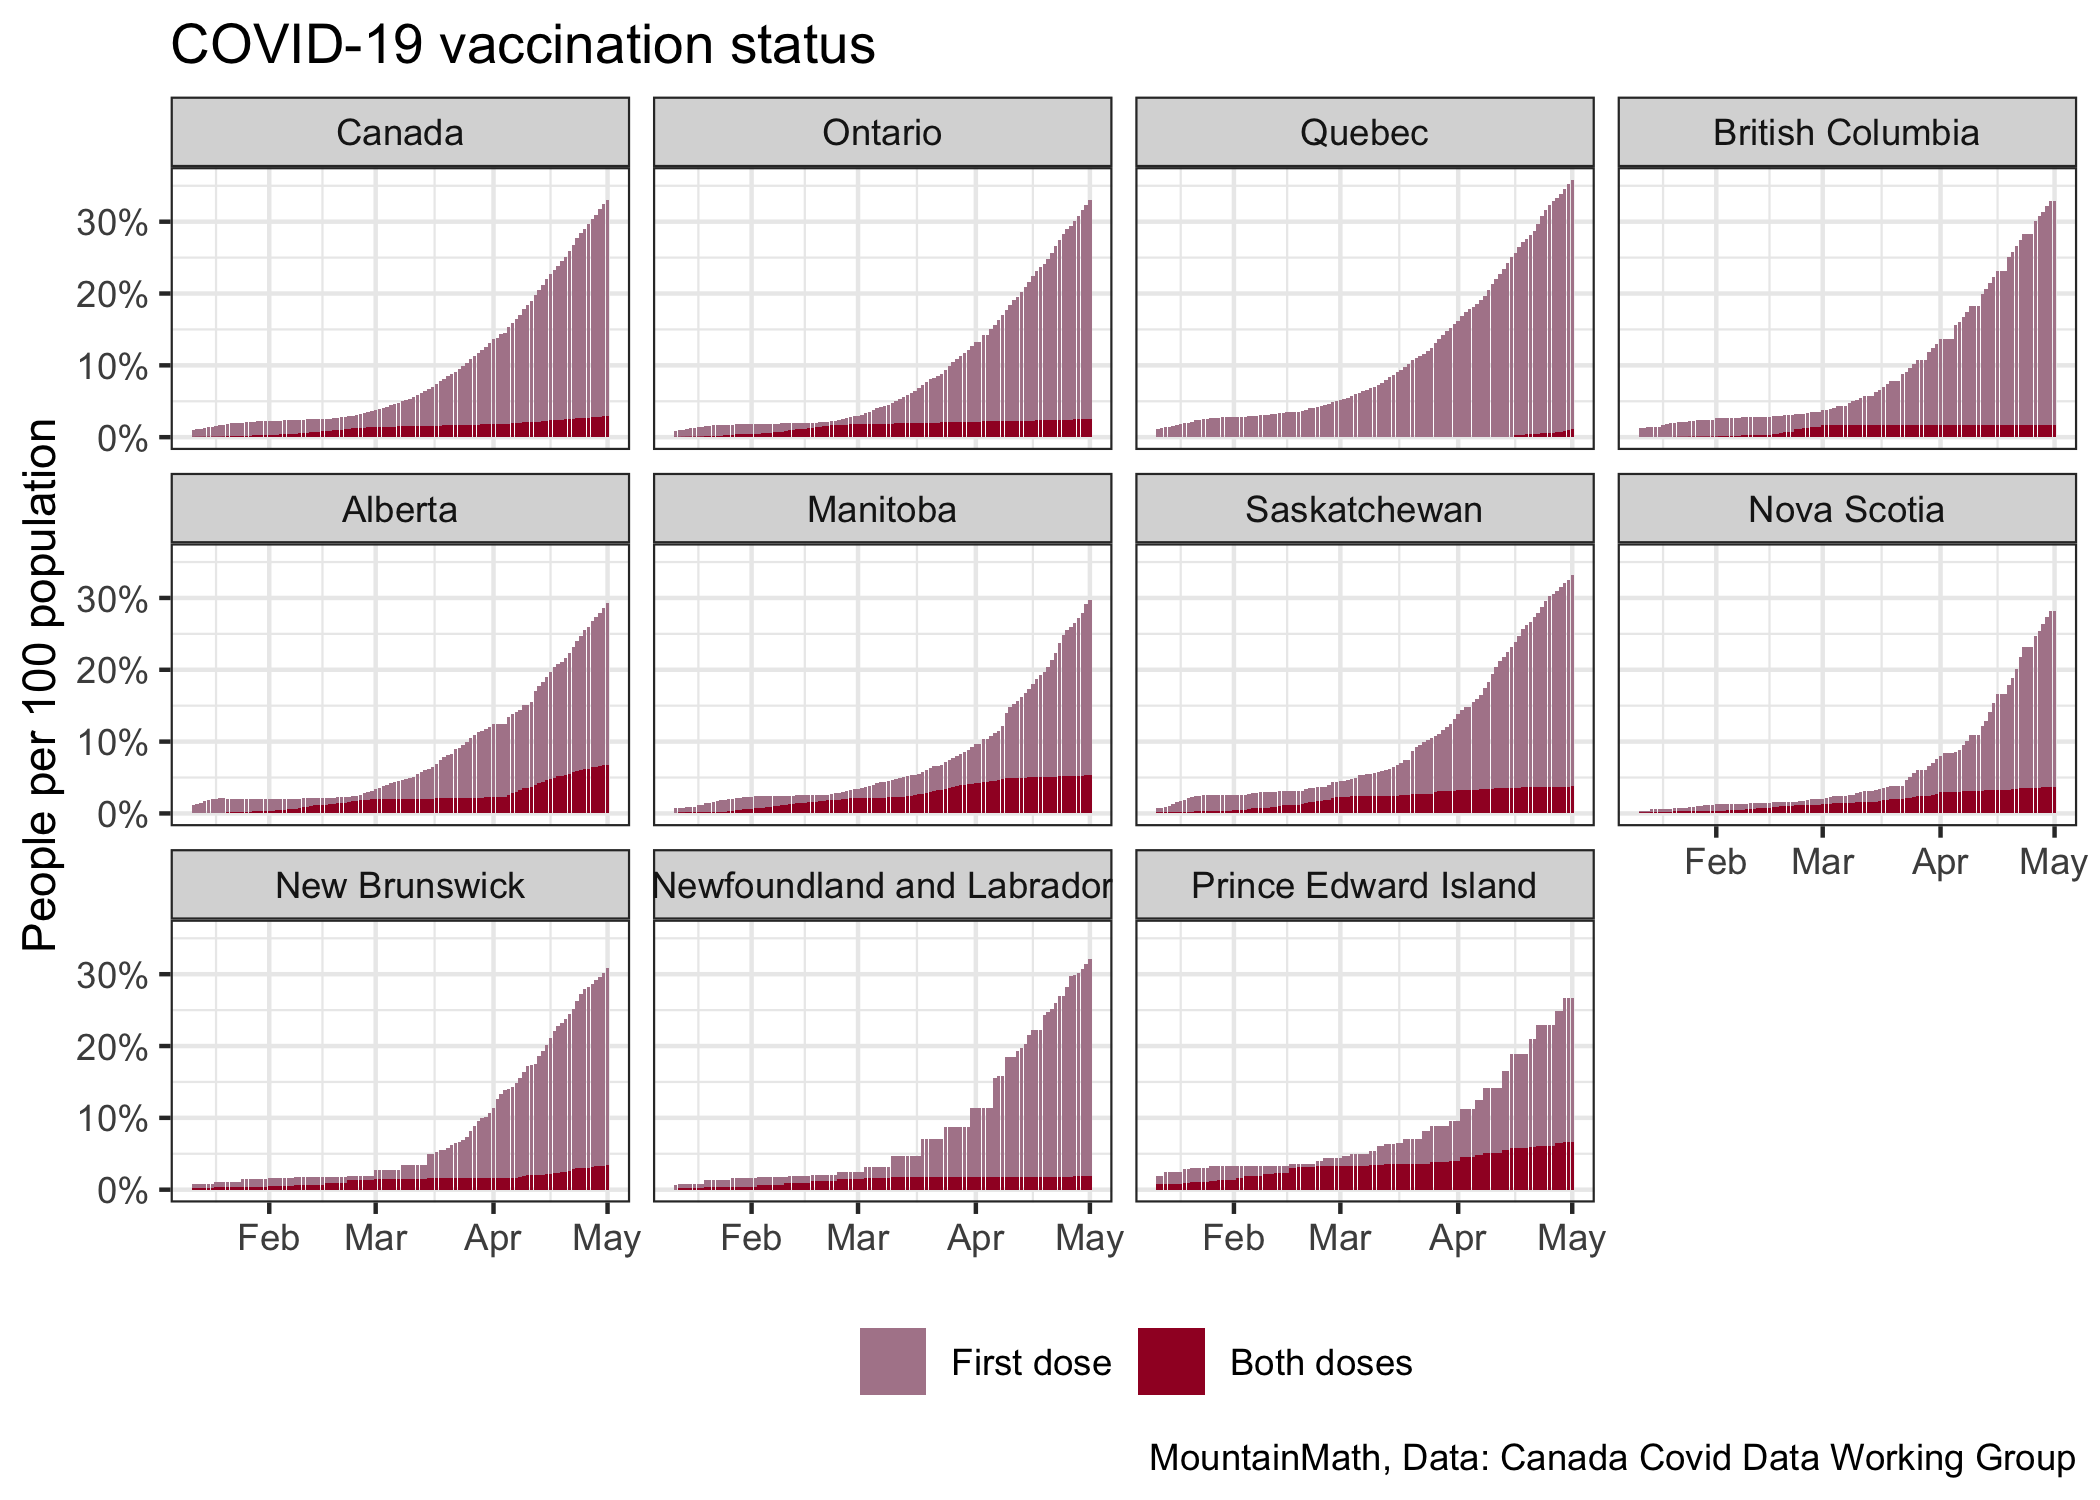 COVID-19 vaccination status
Canada
Ontario
Quebec
British Columbia
30%
20%
10%
0%
Alberta
Manitoba
Saskatchewan
Nova Scotia
30%
20%
10%
0%
Feb Mar Apr May
New Brunswick
Newfoundland and Labrador
Prince Edward Island
30%
20%
10%
0%
Feb Mar Apr May
Feb Mar Apr May
Feb Mar Apr May
People per 100 population
First dose
Both doses
MountainMath, Data: Canada Covid Data Working Group